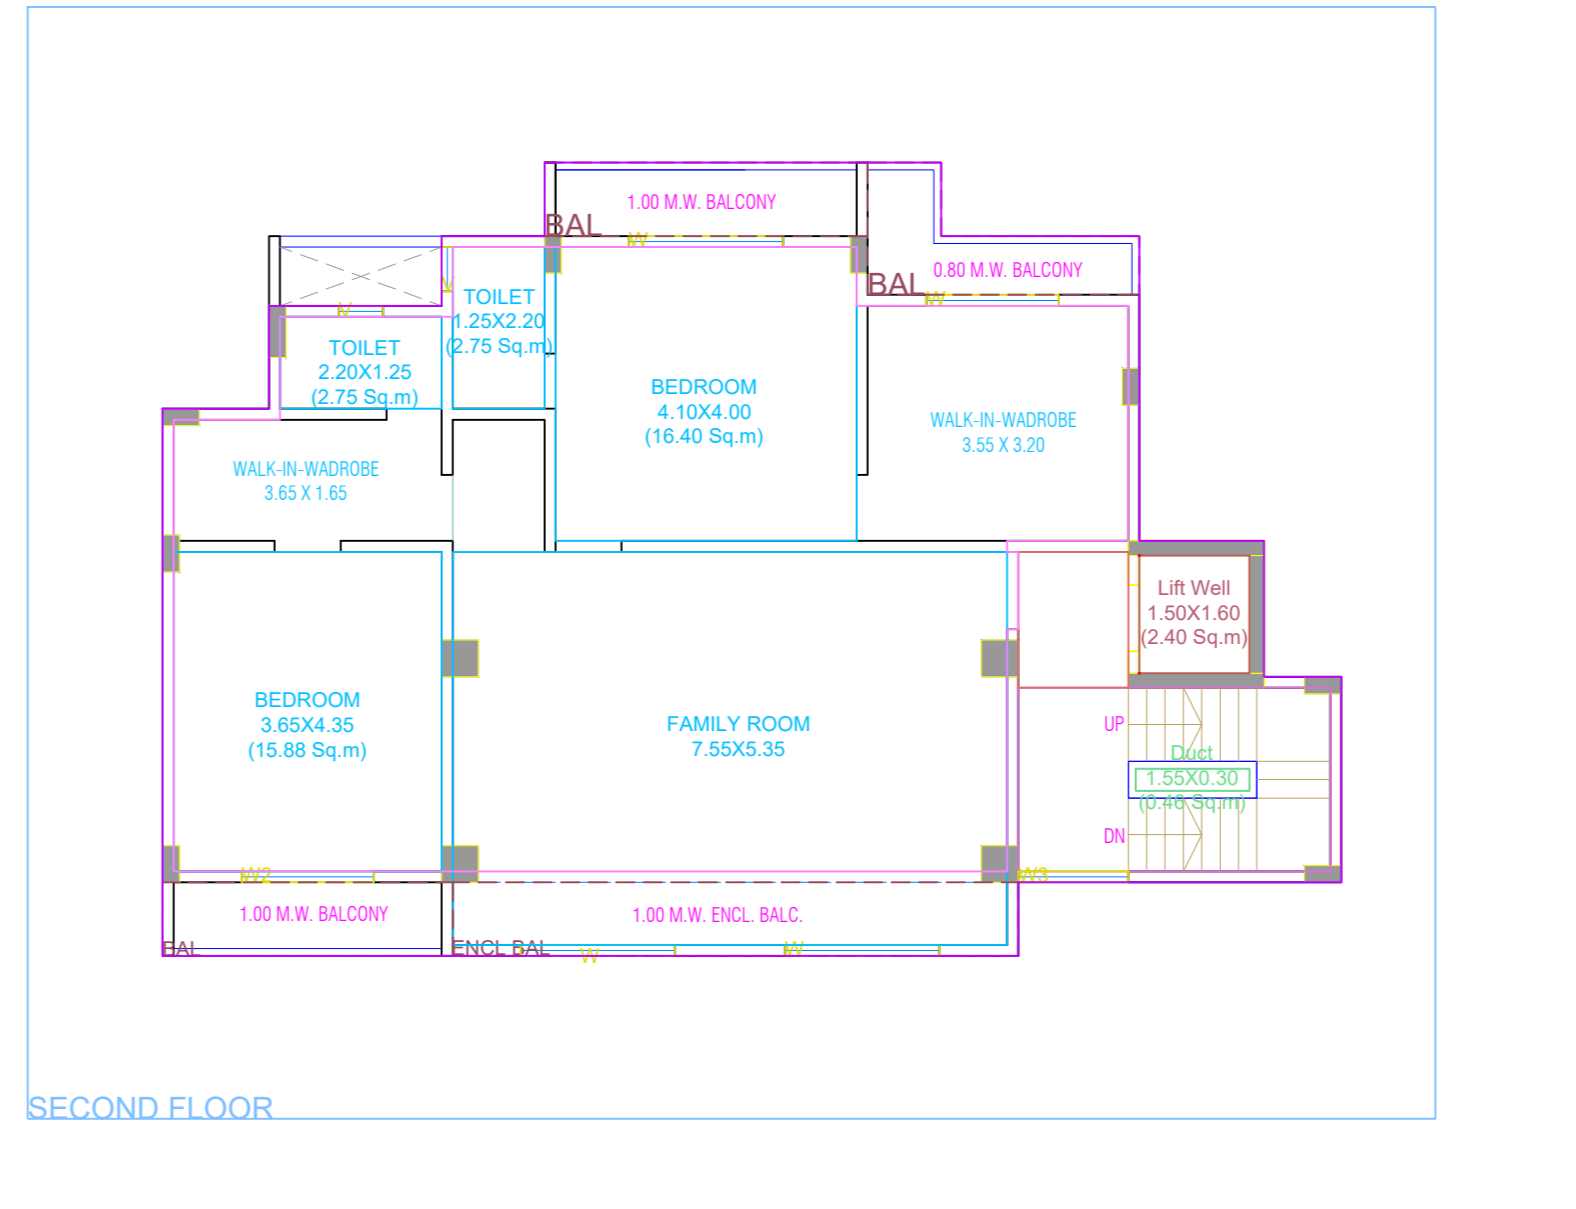 1.00 M.W. BALCONY
BAL
W
0.80 M.W. BALCONY
BAL
W
V
V
TOILET
1.25X2.20
(2.75 Sq.m)
TOILET
2.20X1.25
(2.75 Sq.m)
BEDROOM
4.10X4.00
(16.40 Sq.m)
WALK-IN-WADROBE
3.55 X 3.20
WALK-IN-WADROBE
3.65 X 1.65
Lift Well
1.50X1.60
(2.40 Sq.m)
BEDROOM
3.65X4.35
(15.88 Sq.m)
FAMILY ROOM
7.55X5.35
UP
Duct
1.55X0.30
(0.46 Sq.m)
DN
W2
W3
1.00 M.W. BALCONY
1.00 M.W. ENCL. BALC.
BAL
ENCL BAL
W
W
SECOND FLOOR